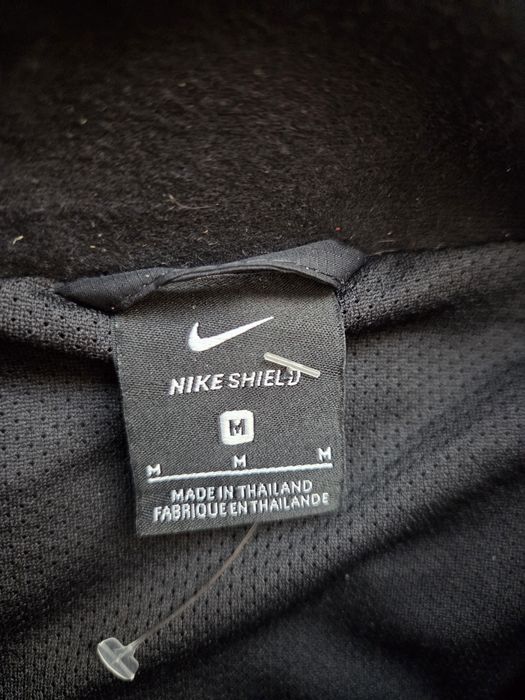 NIKE SHIELD
M
M M M
MADE IN THAILAND
FABRIQUE EN THAILANDE